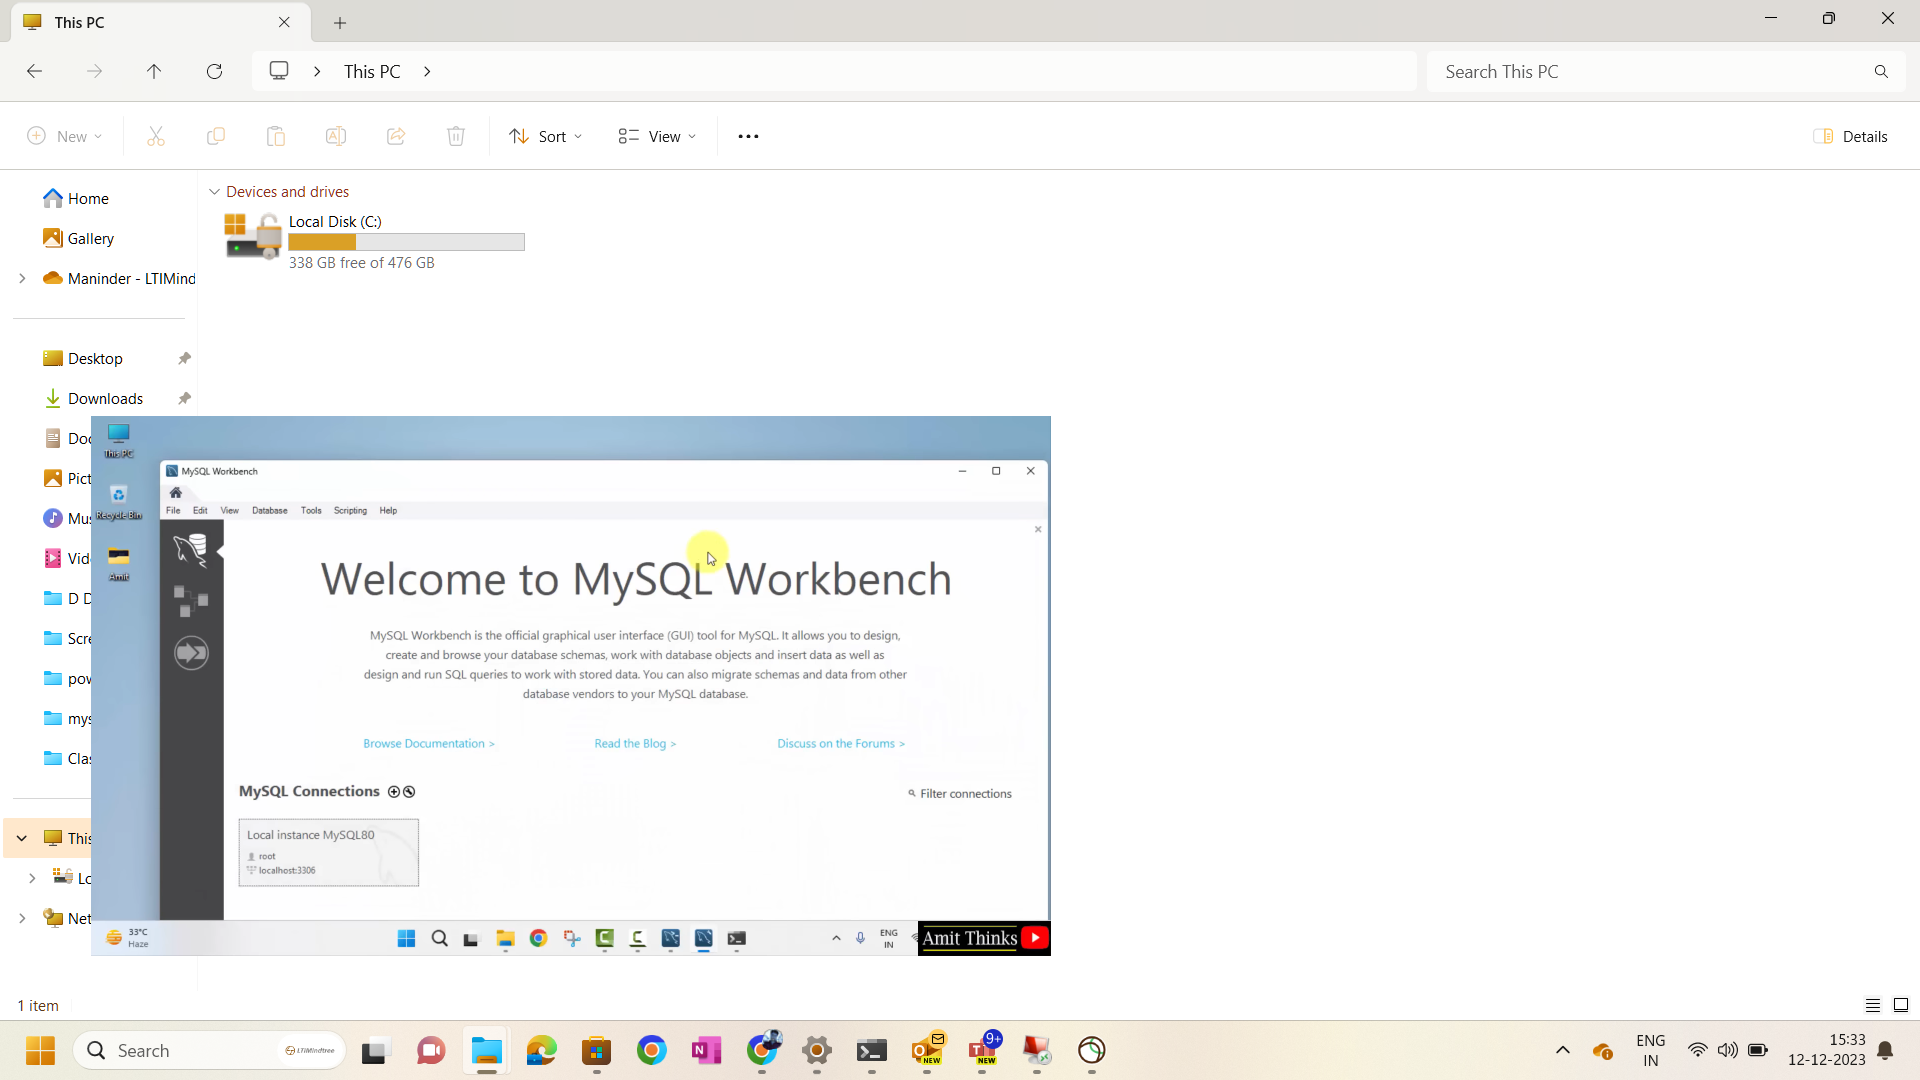 This PC
This PC
Search This PC
New
Sort
View
Details
Home
Gallery
Maninder - LTIMind
Desktop
Downloads
Doc
Pict
Mus
Vide
D D
Scre
pow
mys
Clas
This
Lo
Net
Devices and drives
Local Disk (C:)
338 GB free of 476 GB
This PC
Recycle Bin
Amit
MySQL Workbench
File Edit View Database Tools Scripting Help
Welcome to MySQL Workbench
MySQL Workbench is the official graphical user interface (GUI) tool for MySQL. It allows you to design,
create and browse your database schemas, work with database objects and insert data as well as
design and run SQL queries to work with stored data. You can also migrate schemas and data from other
database vendors to your MySQL database.
Browse Documentation > Read the Blog > Discuss on the Forums >
MySQL Connections
Filter connections
Local instance MySQL80
root
localhost:3306
33°C
Haze
ENG
IN
Amit Thinks
1 item
Search
LTIMindtree
NEW
9+
NEW
ENG
IN
15:33
12-12-2023